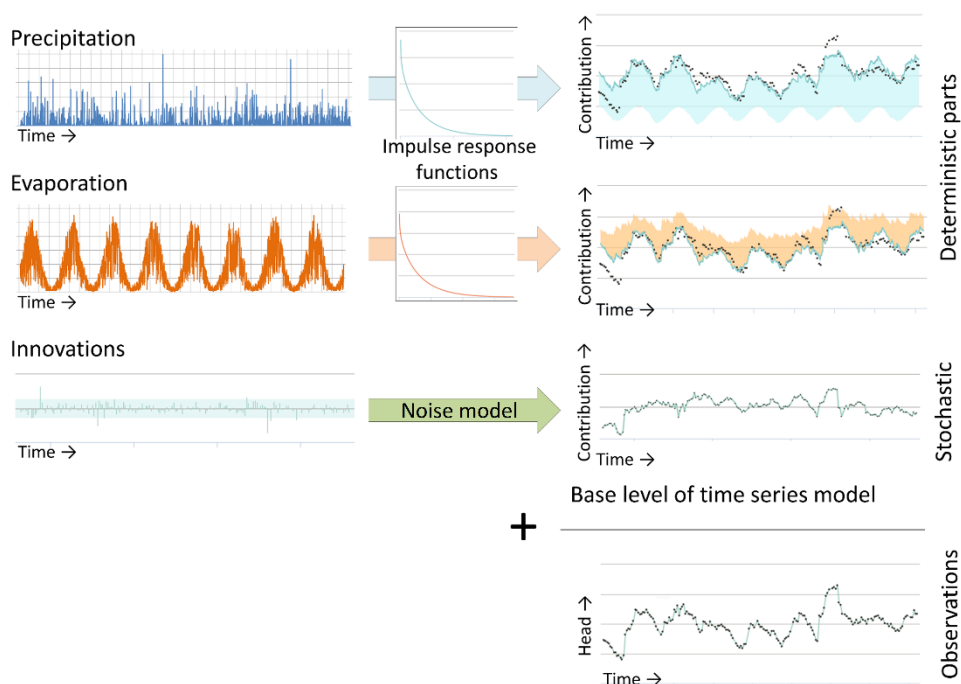 Precipitation
Time →
Impulse response
functions
Contribution →
Time →
Deterministic parts
Evaporation
Time →
Contribution →
Time →
Innovations
Time →
Noise model
Contribution →
Time →
Stochastic
Base level of time series model
+
Head →
Time →
Observations